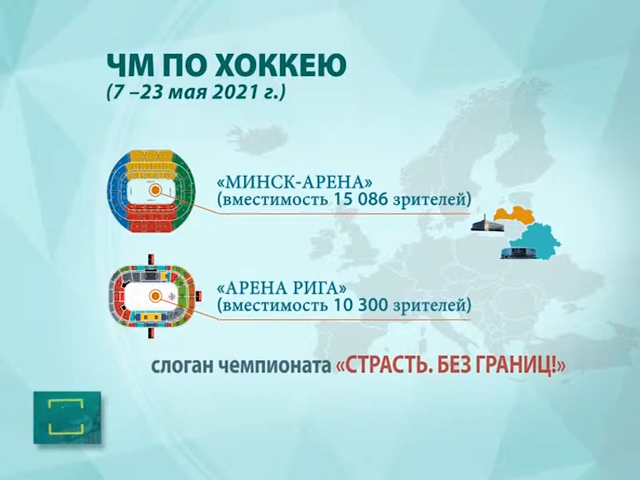 ЧМ ПО ХОККЕЮ
(7 –23 мая 2021 г.)
«МИНСК-АРЕНА»
(вместимость 15 086 зрителей)
«АРЕНА РИГА»
(вместимость 10 300 зрителей)
слоган чемпионата «СТРАСТЬ. БЕЗ ГРАНИЦ!»